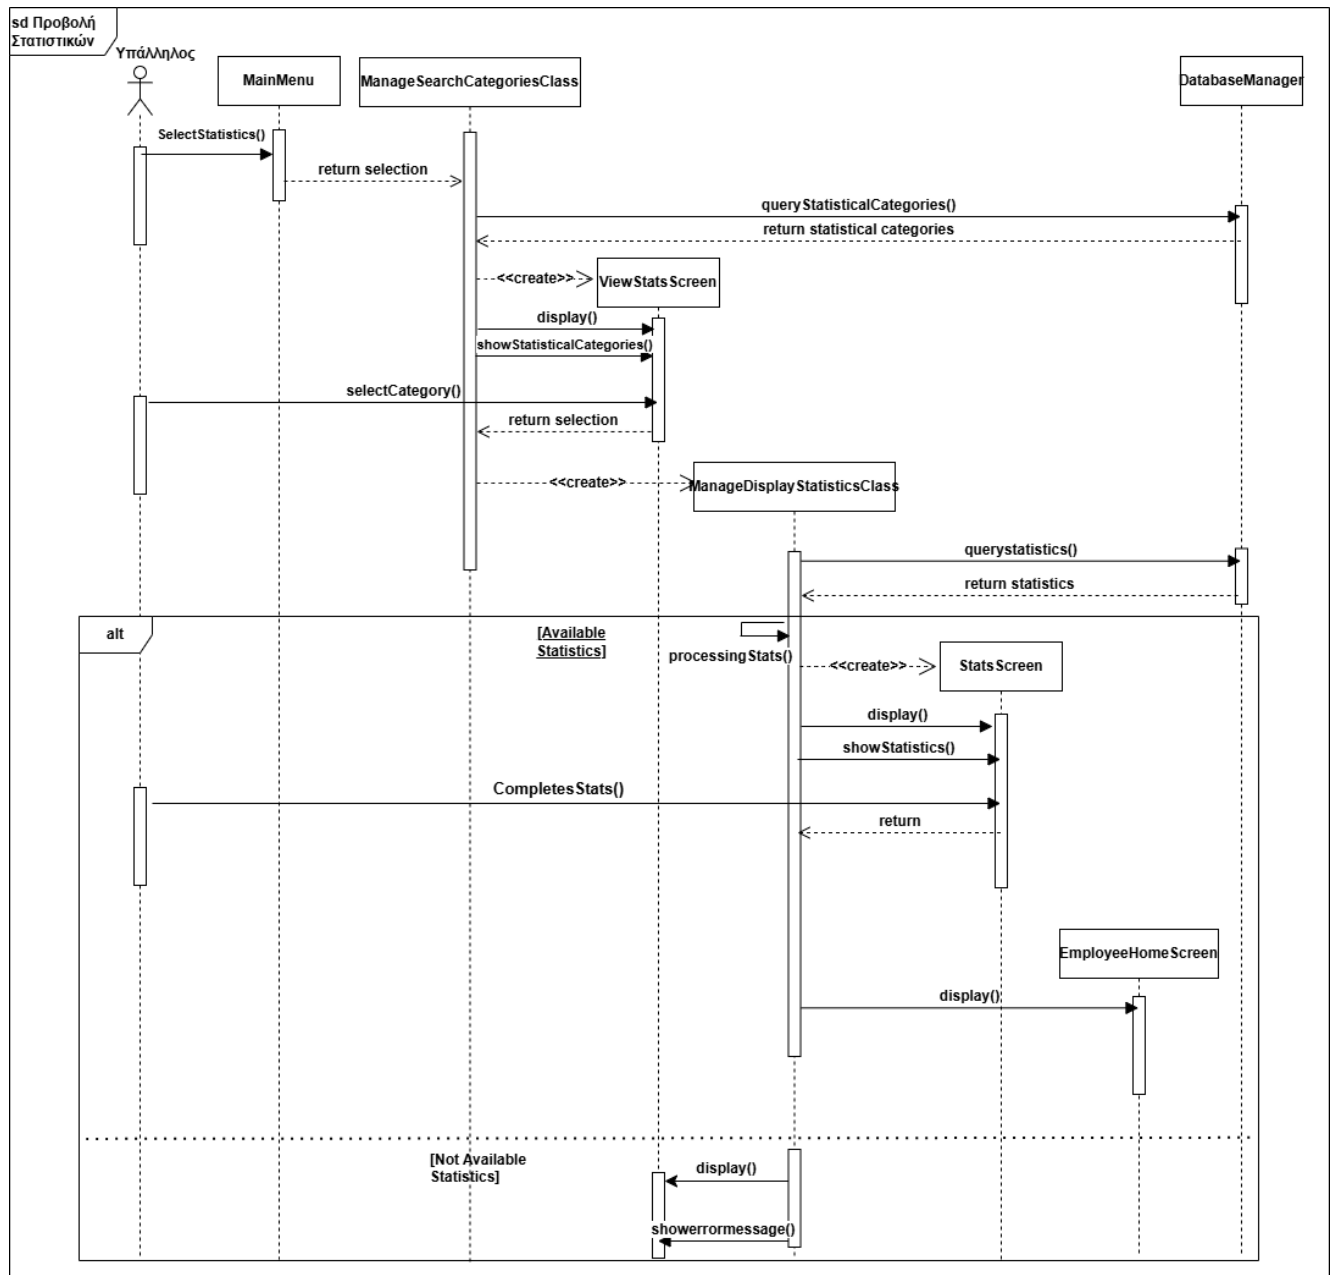 sd Προβολή
Στατιστικών
Υπάλληλος
MainMenu
ManageSearchCategoriesClass
DatabaseManager
SelectStatistics()
return selection
queryStatisticalCategories()
return statistical categories
<<create>>
ViewStatsScreen
display()
showStatisticalCategories()
selectCategory()
return selection
<<create>>
ManageDisplayStatisticsClass
querystatistics()
return statistics
alt
[Available
Statistics]
processingStats()
<<create>>
StatsScreen
display()
showStatistics()
CompletesStats()
return
EmployeeHomeScreen
display()
[Not Available
Statistics]
display()
showerrormessage()